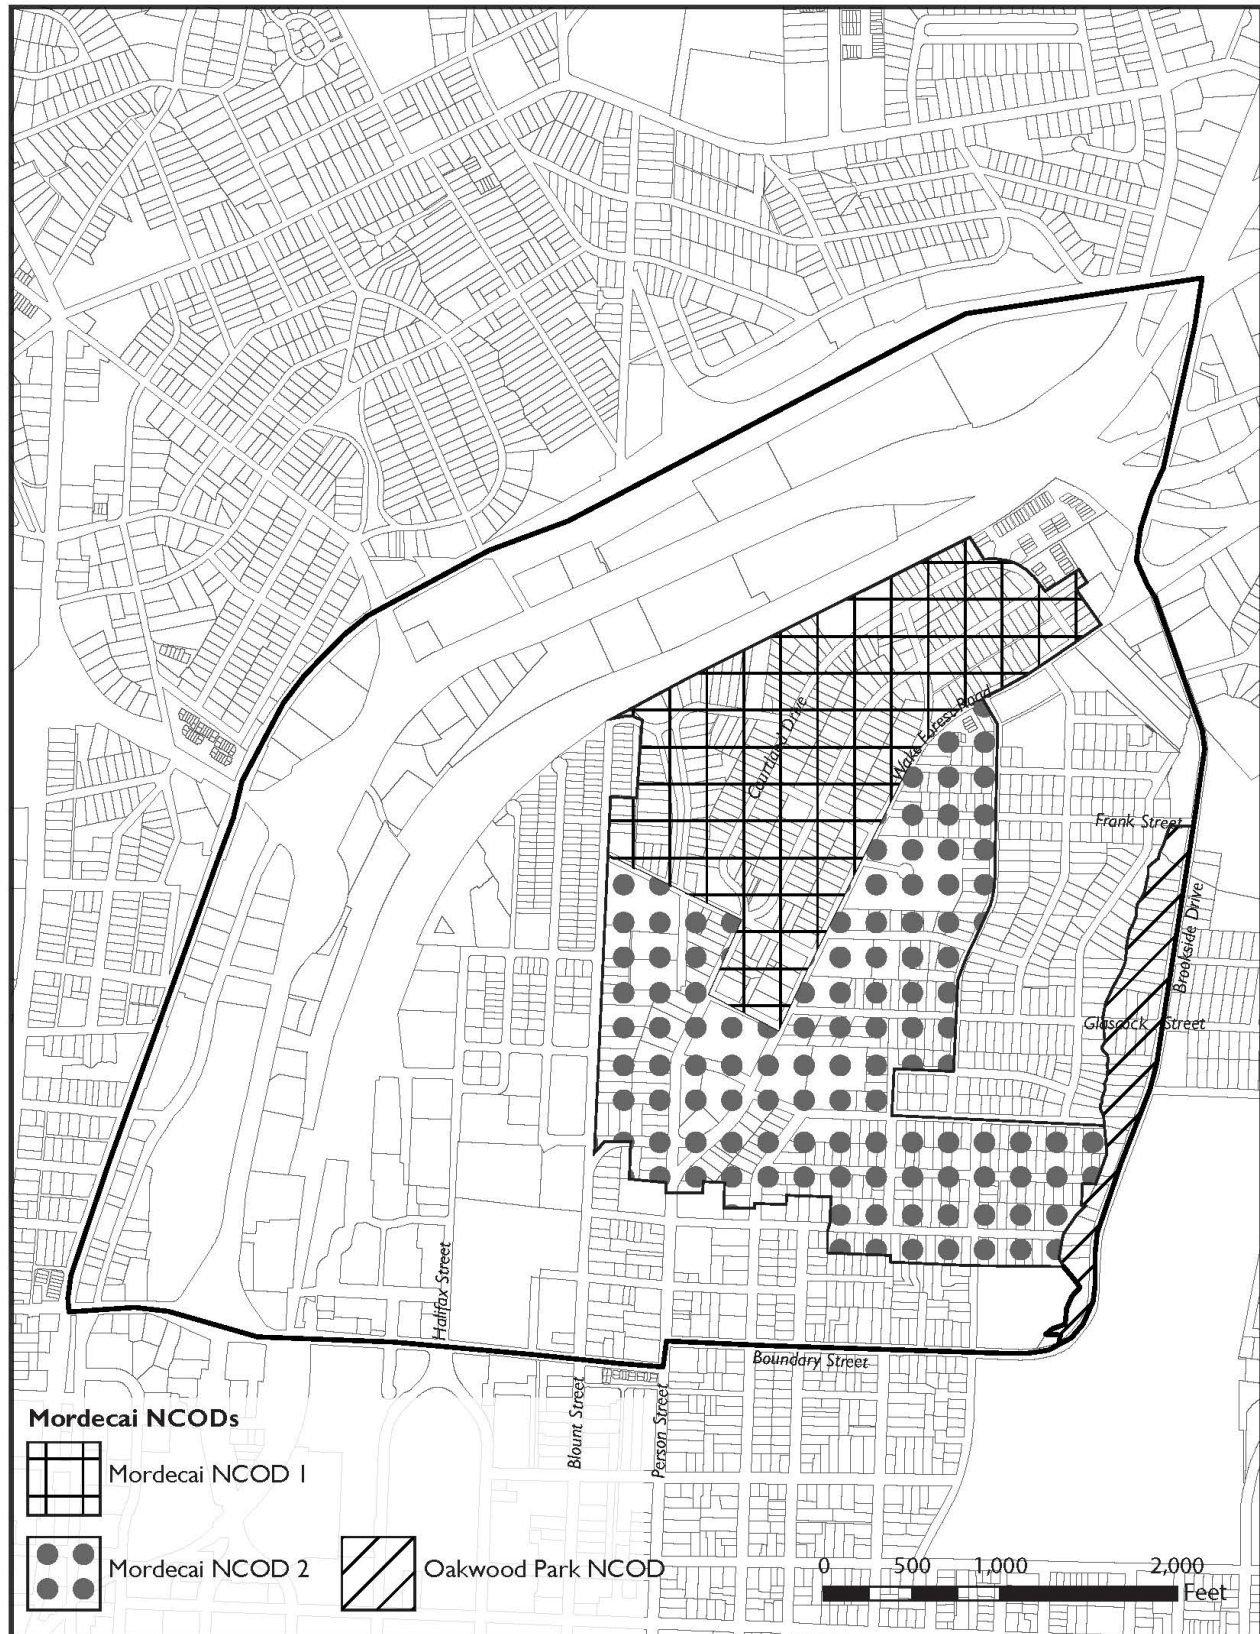 Courtland Drive
Wake Forest Road
Frank Street
Brookside Drive
Glascock Street
Halifax Street
Boundary Street
Blount Street
Person Street
Mordecai NCODs
Mordecai NCOD 1
Mordecai NCOD 2
Oakwood Park NCOD
0 500 1,000 2,000
Feet